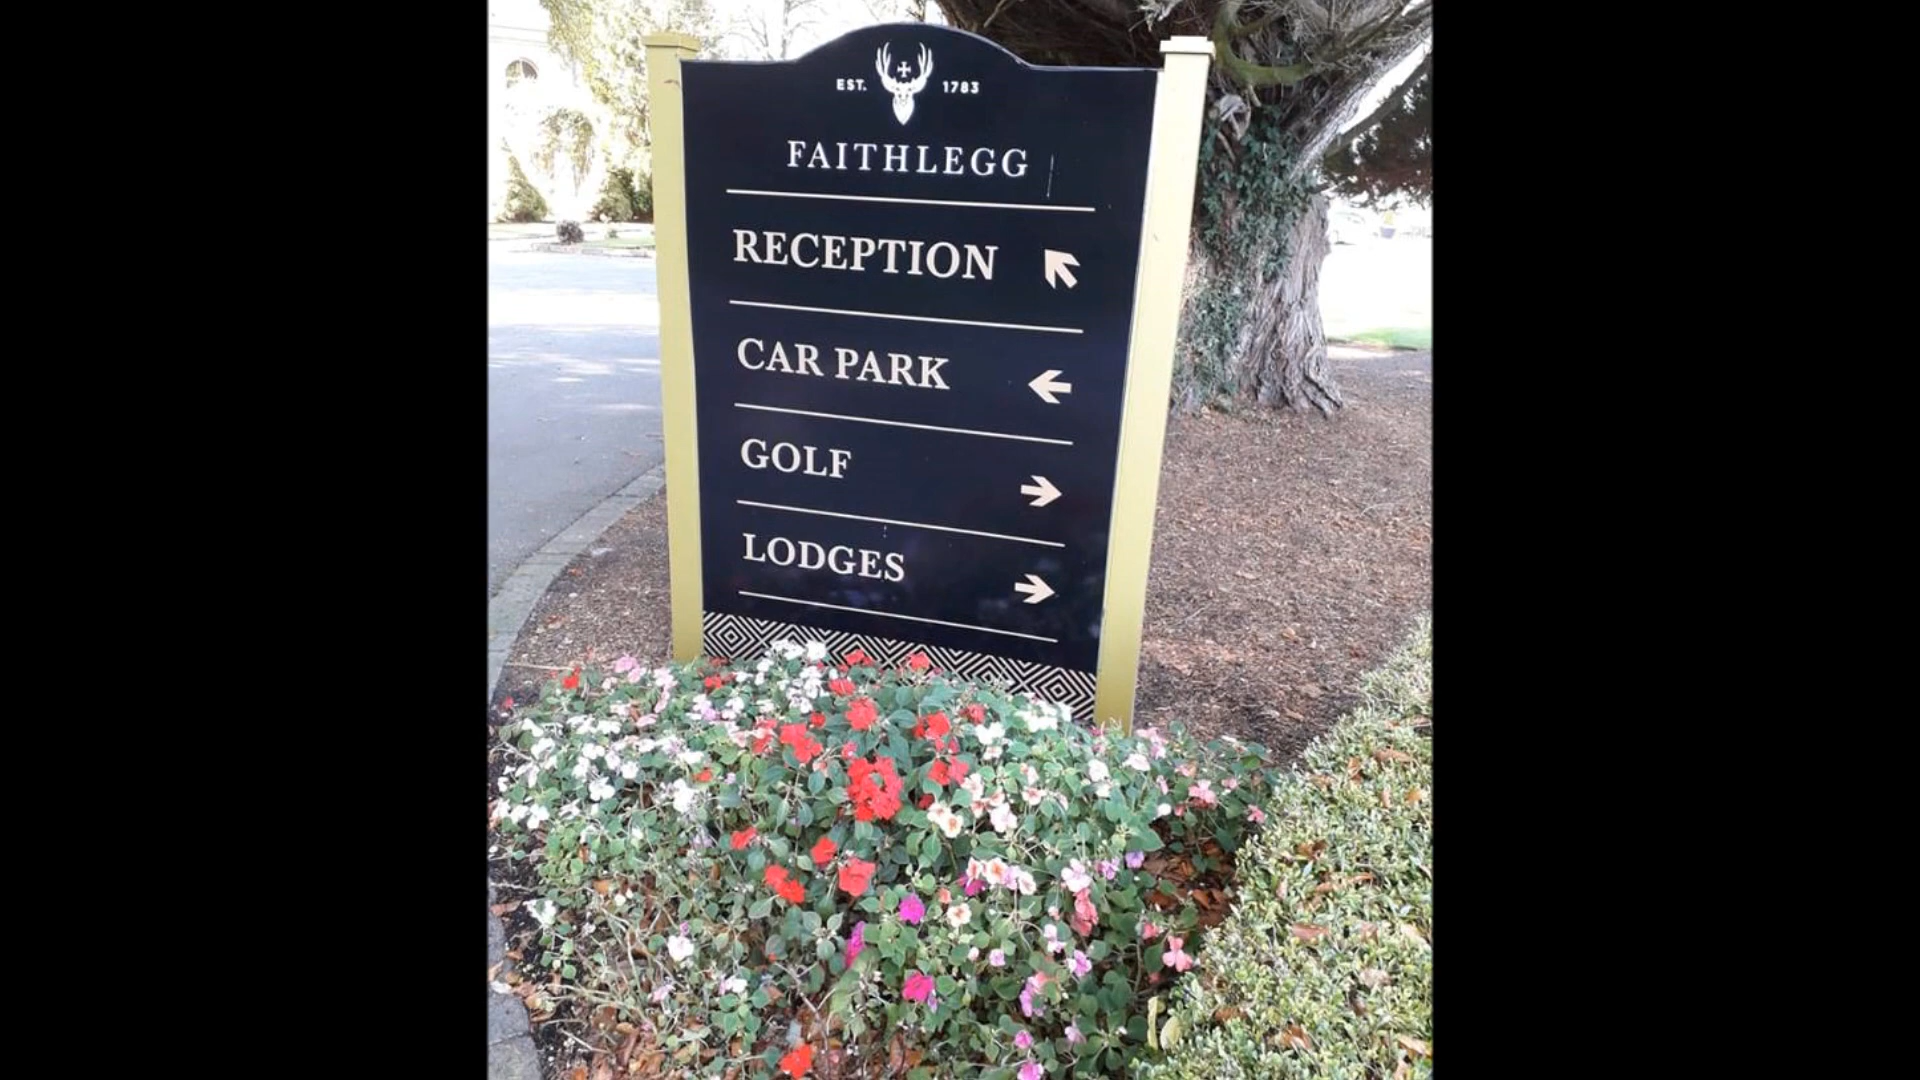 EST. 1783
FAITHLEGG
RECEPTION
CAR PARK
GOLF
LODGES